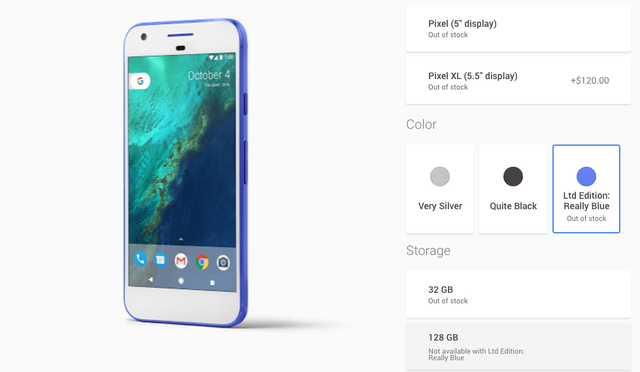 October 4
Pixel (5" display)
Out of stock
Pixel XL (5.5" display)
Out of stock
+$120.00
Color
Very Silver
Quite Black
Ltd Edition:
Really Blue
Out of stock
Storage
32 GB
Out of stock
128 GB
Not available with Ltd Edition:
Really Blue